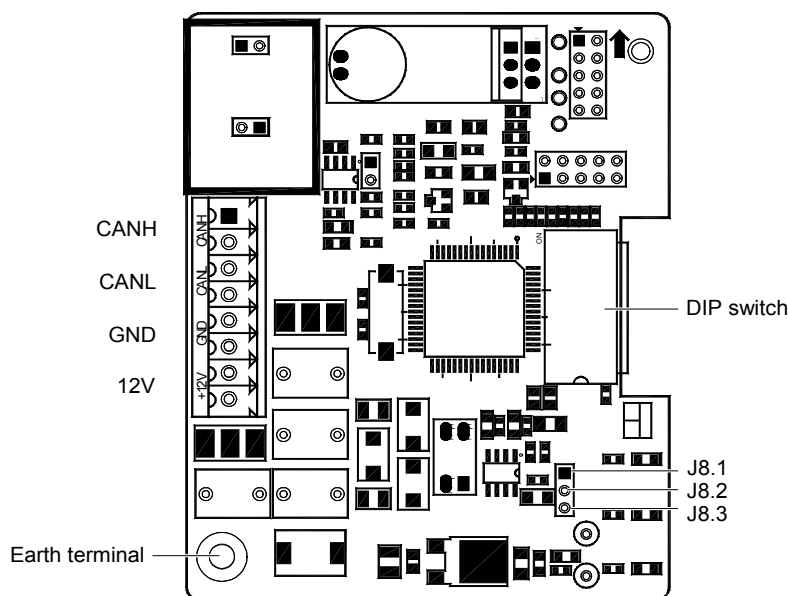 CANH
CANL
GND
12V
CANH
CANL
GND
+12V
ON
DIP switch
J8.1
J8.2
J8.3
Earth terminal